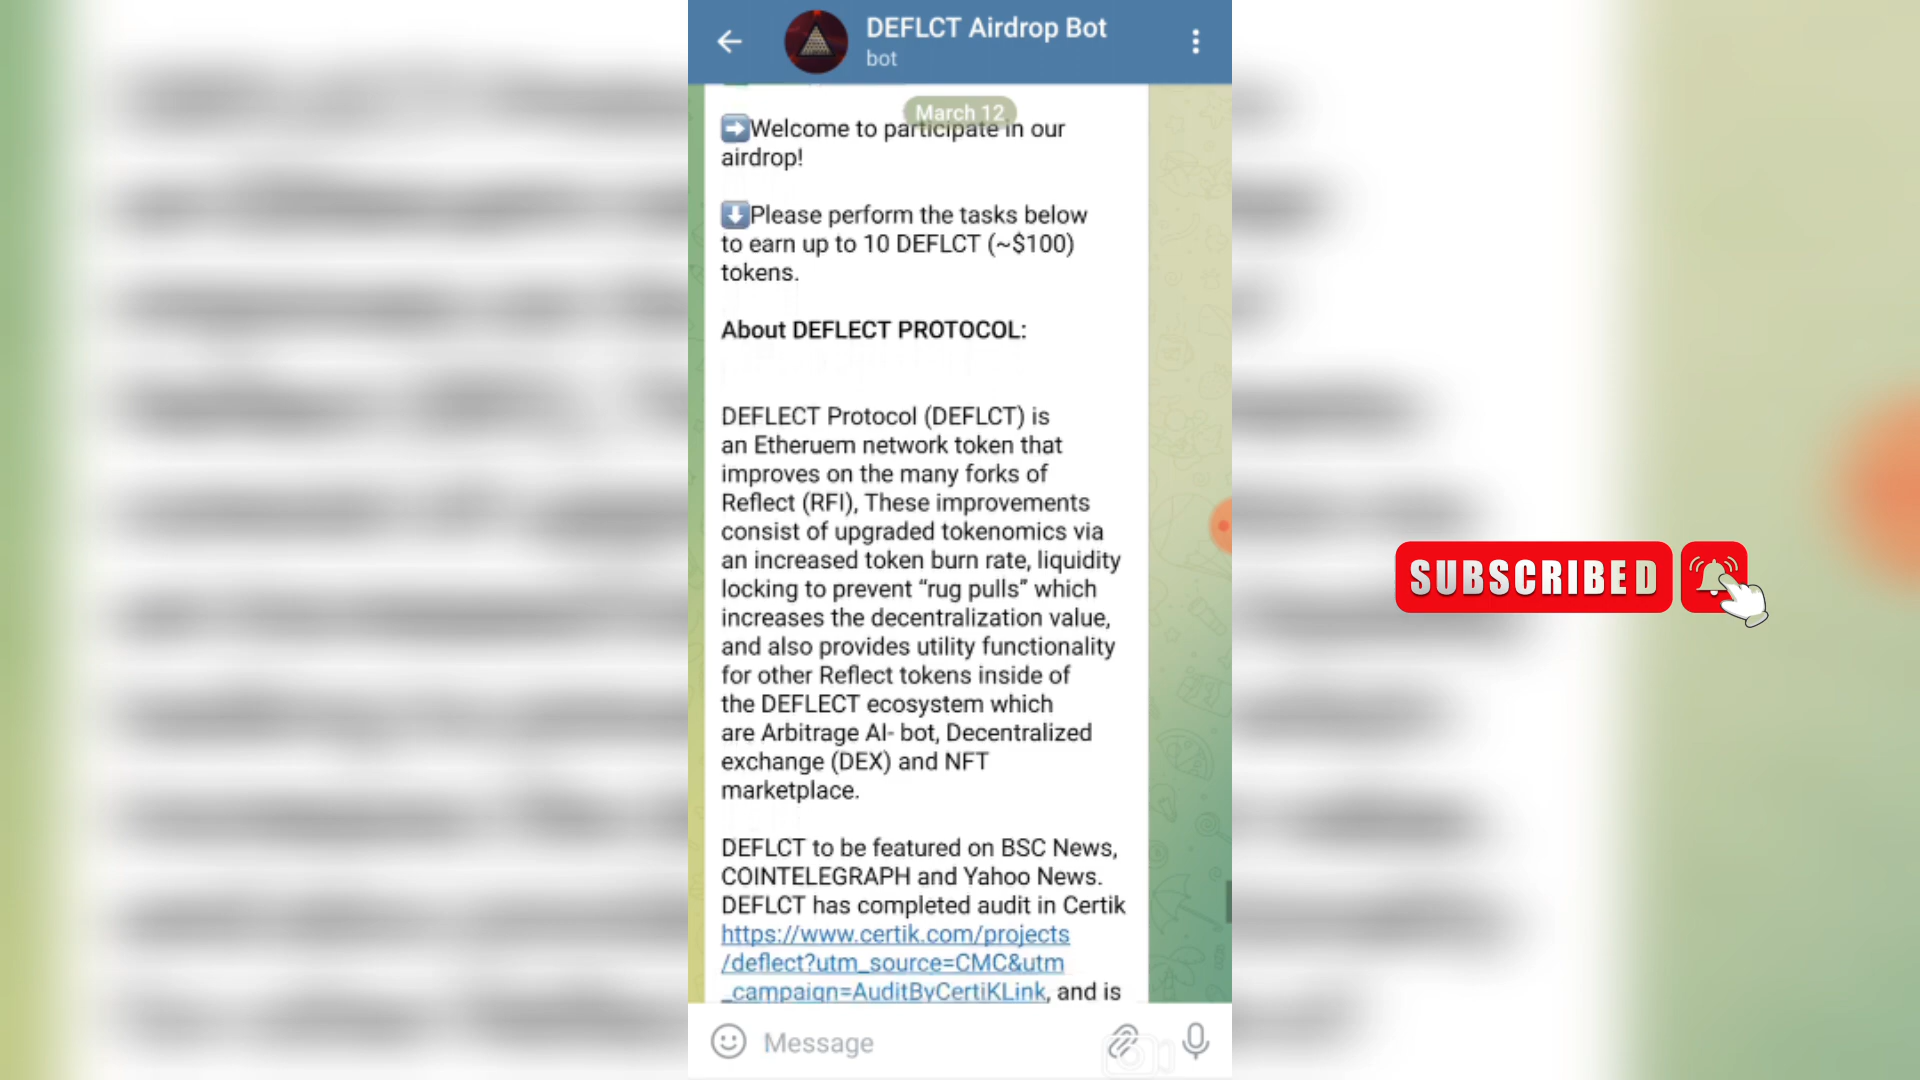 DEFLCT Airdrop Bot
bot
March 12
➡️Welcome to participate in our
airdrop!
⬇️Please perform the tasks below
to earn up to 10 DEFLCT (~$100)
tokens.
About DEFLECT PROTOCOL:
DEFLECT Protocol (DEFLCT) is
an Etheruem network token that
improves on the many forks of
Reflect (RFI), These improvements
consist of upgraded tokenomics via
an increased token burn rate, liquidity
locking to prevent “rug pulls” which
increases the decentralization value,
and also provides utility functionality
for other Reflect tokens inside of
the DEFLECT ecosystem which
are Arbitrage AI- bot, Decentralized
exchange (DEX) and NFT
marketplace.
DEFLCT to be featured on BSC News,
COINTELEGRAPH and Yahoo News.
DEFLCT has completed audit in Certik
https://www.certik.com/projects
/deflect?utm_source=CMC&utm
_campaign=AuditByCertiKLink, and is
Message
SUBSCRIBED